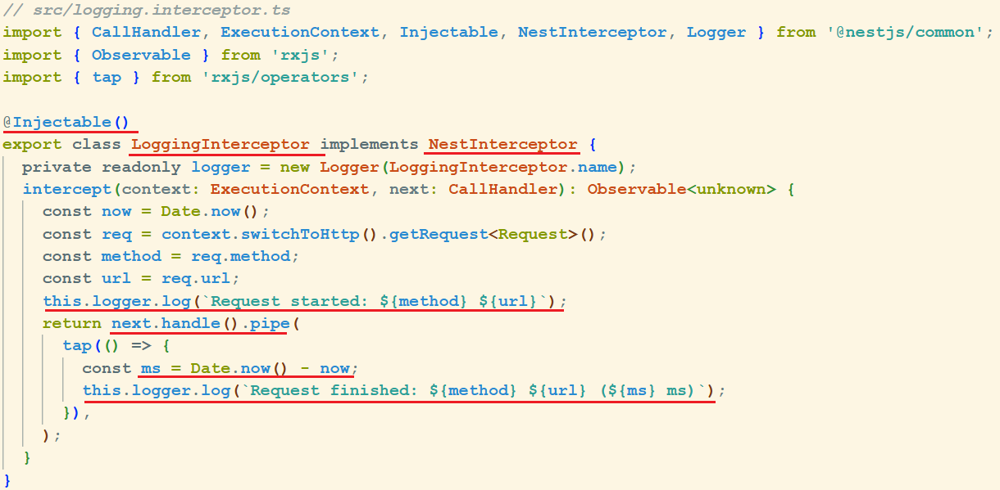 // src/logging.interceptor.ts
import { CallHandler, ExecutionContext, Injectable, NestInterceptor, Logger } from '@nestjs/common';
import { Observable } from 'rxjs';
import { tap } from 'rxjs/operators';

@Injectable()
export class LoggingInterceptor implements NestInterceptor {
  private readonly logger = new Logger(LoggingInterceptor.name);
  intercept(context: ExecutionContext, next: CallHandler): Observable<unknown> {
    const now = Date.now();
    const req = context.switchToHttp().getRequest<Request>();
    const method = req.method;
    const url = req.url;
    this.logger.log(`Request started: ${method} ${url}`);
    return next.handle().pipe(
      tap(() => {
        const ms = Date.now() - now;
        this.logger.log(`Request finished: ${method} ${url} (${ms} ms)`);
      }),
    );
  }
}